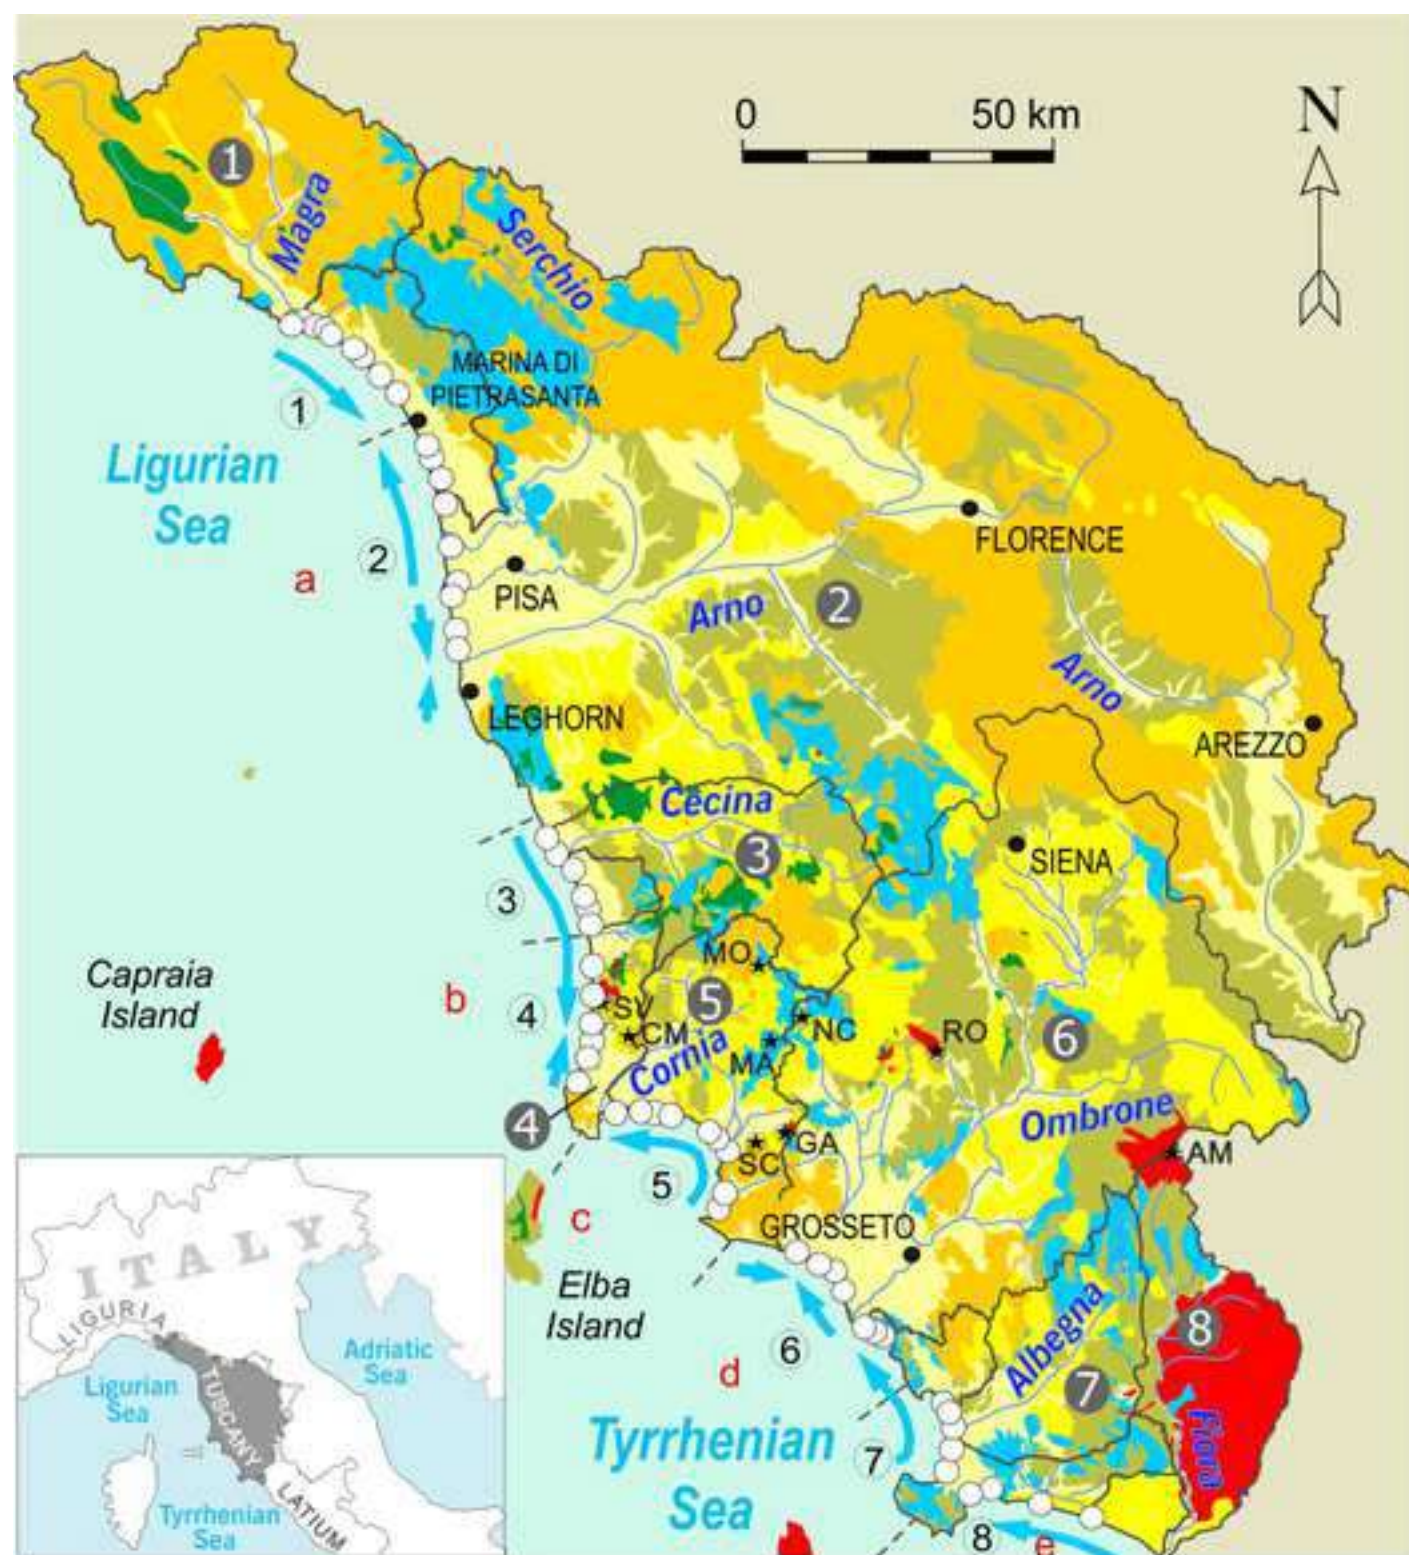 0 50 km
N
1
Magra
Serchio
MARINA DI
PIETRASANTA
1
Ligurian
Sea
2
a
PISA
FLORENCE
Arno
2
Arno
LEGHORN
AREZZO
Cecina
3
SIENA
3
MO
Capraia
Island
b
4
SV
5
CM
NC
RO
6
MA
Cornia
4
Ombrone
GA
SC
AM
5
c
GROSSETO
Elba
Island
6
d
Albegna
8
7
Fiora
Tyrrhenian
Sea
7
8
e
ITALY
LIGURIA
Adriatic
Sea
Ligurian
Sea
TUSCANY
LATIUM
Tyrrhenian
Sea